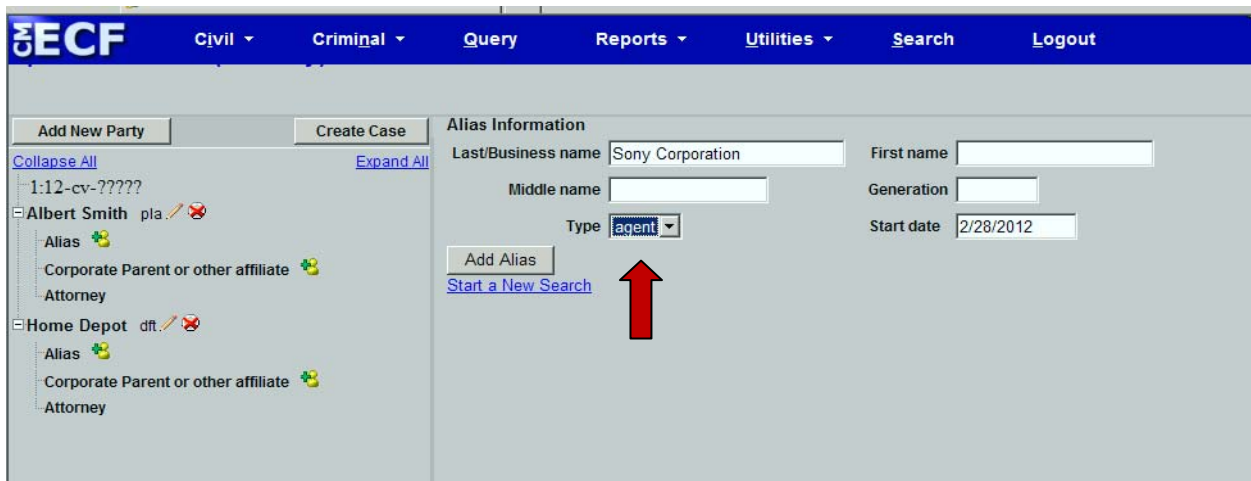 CM ECF Civil Criminal Query Reports Utilities Search Logout
Add New Party Create Case
Collapse All Expand All
1:12-cv-?????
Albert Smith pla.
Alias
Corporate Parent or other affiliate
Attorney
Home Depot dft.
Alias
Corporate Parent or other affiliate
Attorney
Alias Information
Last/Business name Sony Corporation First name
Middle name Generation
Type agent Start date 2/28/2012
Add Alias
Start a New Search